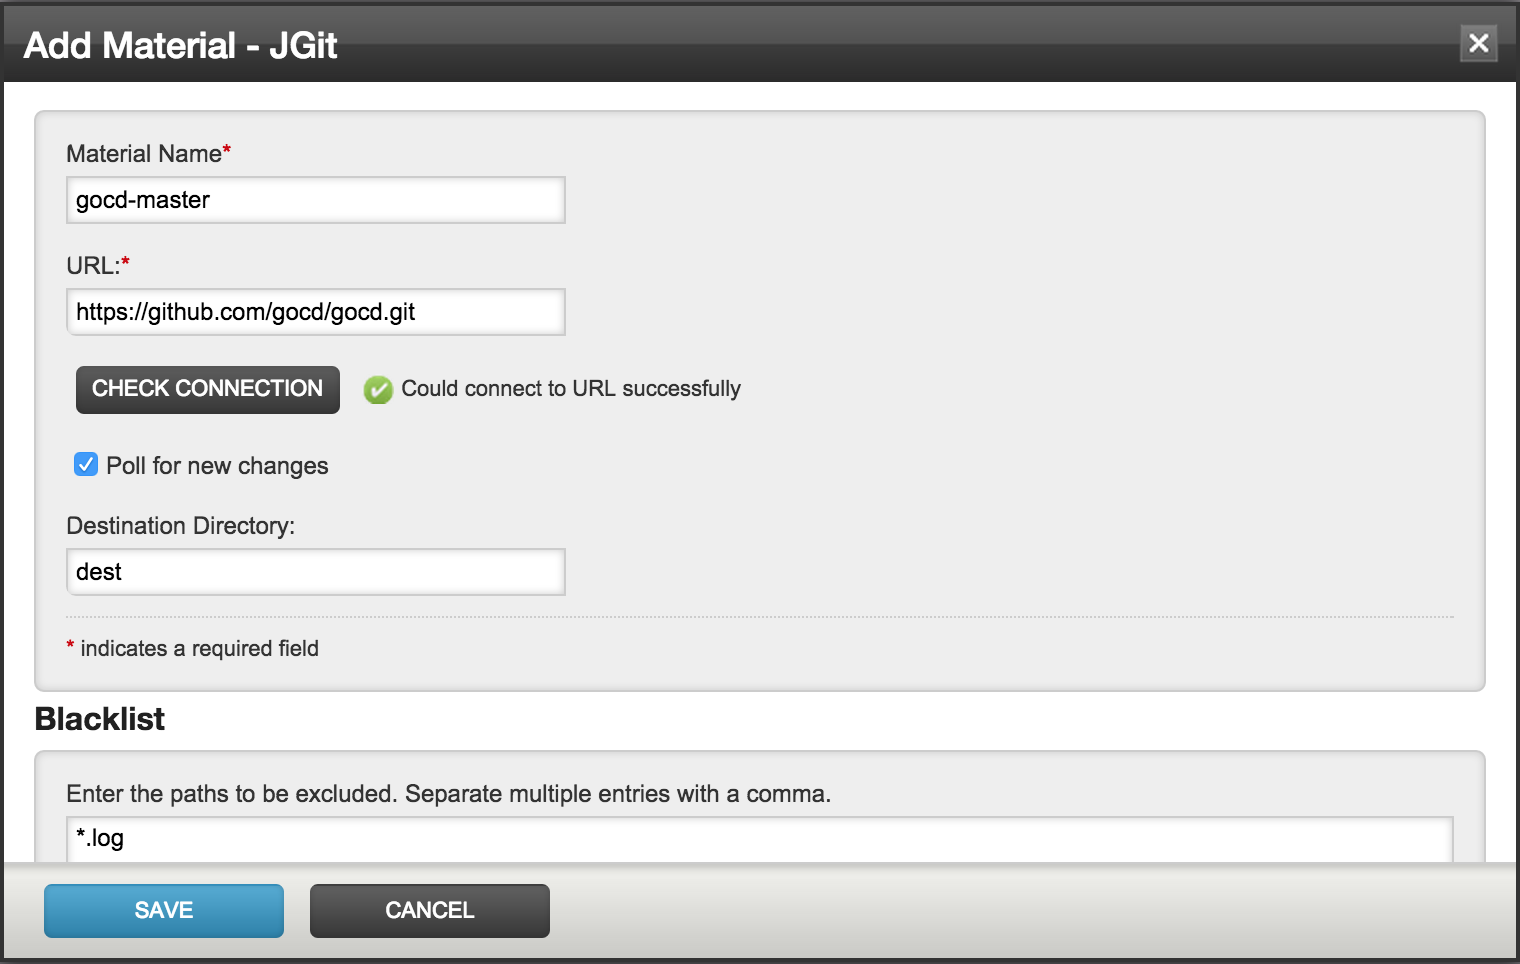 Add Material - JGit
Material Name*
gocd-master
URL:*
https://github.com/gocd/gocd.git
CHECK CONNECTION Could connect to URL successfully
Poll for new changes
Destination Directory:
dest
* indicates a required field
Blacklist
Enter the paths to be excluded. Separate multiple entries with a comma.
*.log
SAVE CANCEL